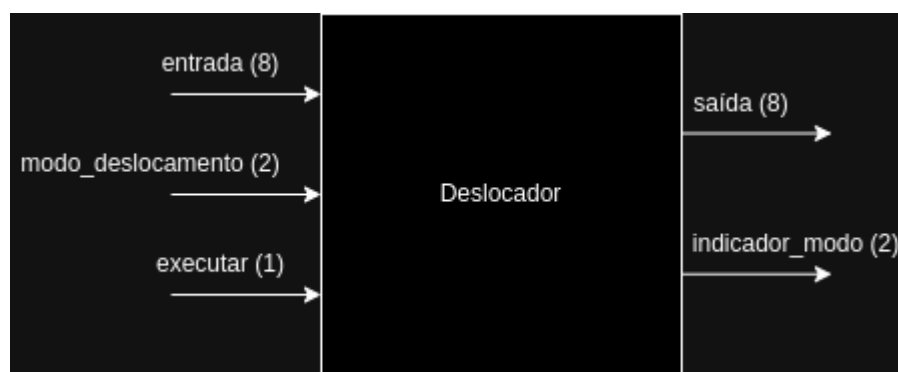 entrada (8)
modo_deslocamento (2)
executar (1)
Deslocador
saída (8)
indicador_modo (2)